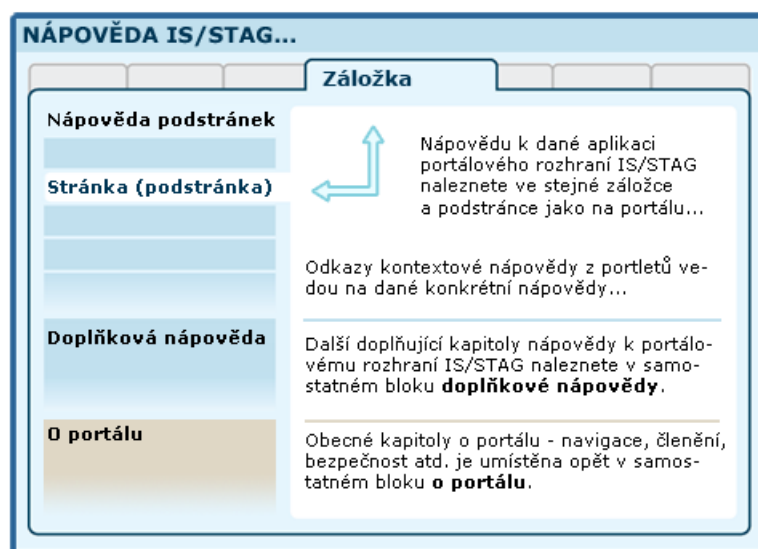 NÁPOVĚDA IS/STAG...
Záložka
Nápověda podstránek
Stránka (podstránka)
Nápovědu k dané aplikaci
portálového rozhraní IS/STAG
naleznete ve stejné záložce
a podstránce jako na portálu...
Odkazy kontextové nápovědy z portletů ve-
dou na dané konkrétní nápovědy...
Doplňková nápověda
Další doplňující kapitoly nápovědy k portálo-
vému rozhraní IS/STAG naleznete v samo-
statném bloku doplňkové nápovědy.
O portálu
Obecné kapitoly o portálu - navigace, členění,
bezpečnost atd. je umístěna opět v samos-
tatném bloku o portálu.